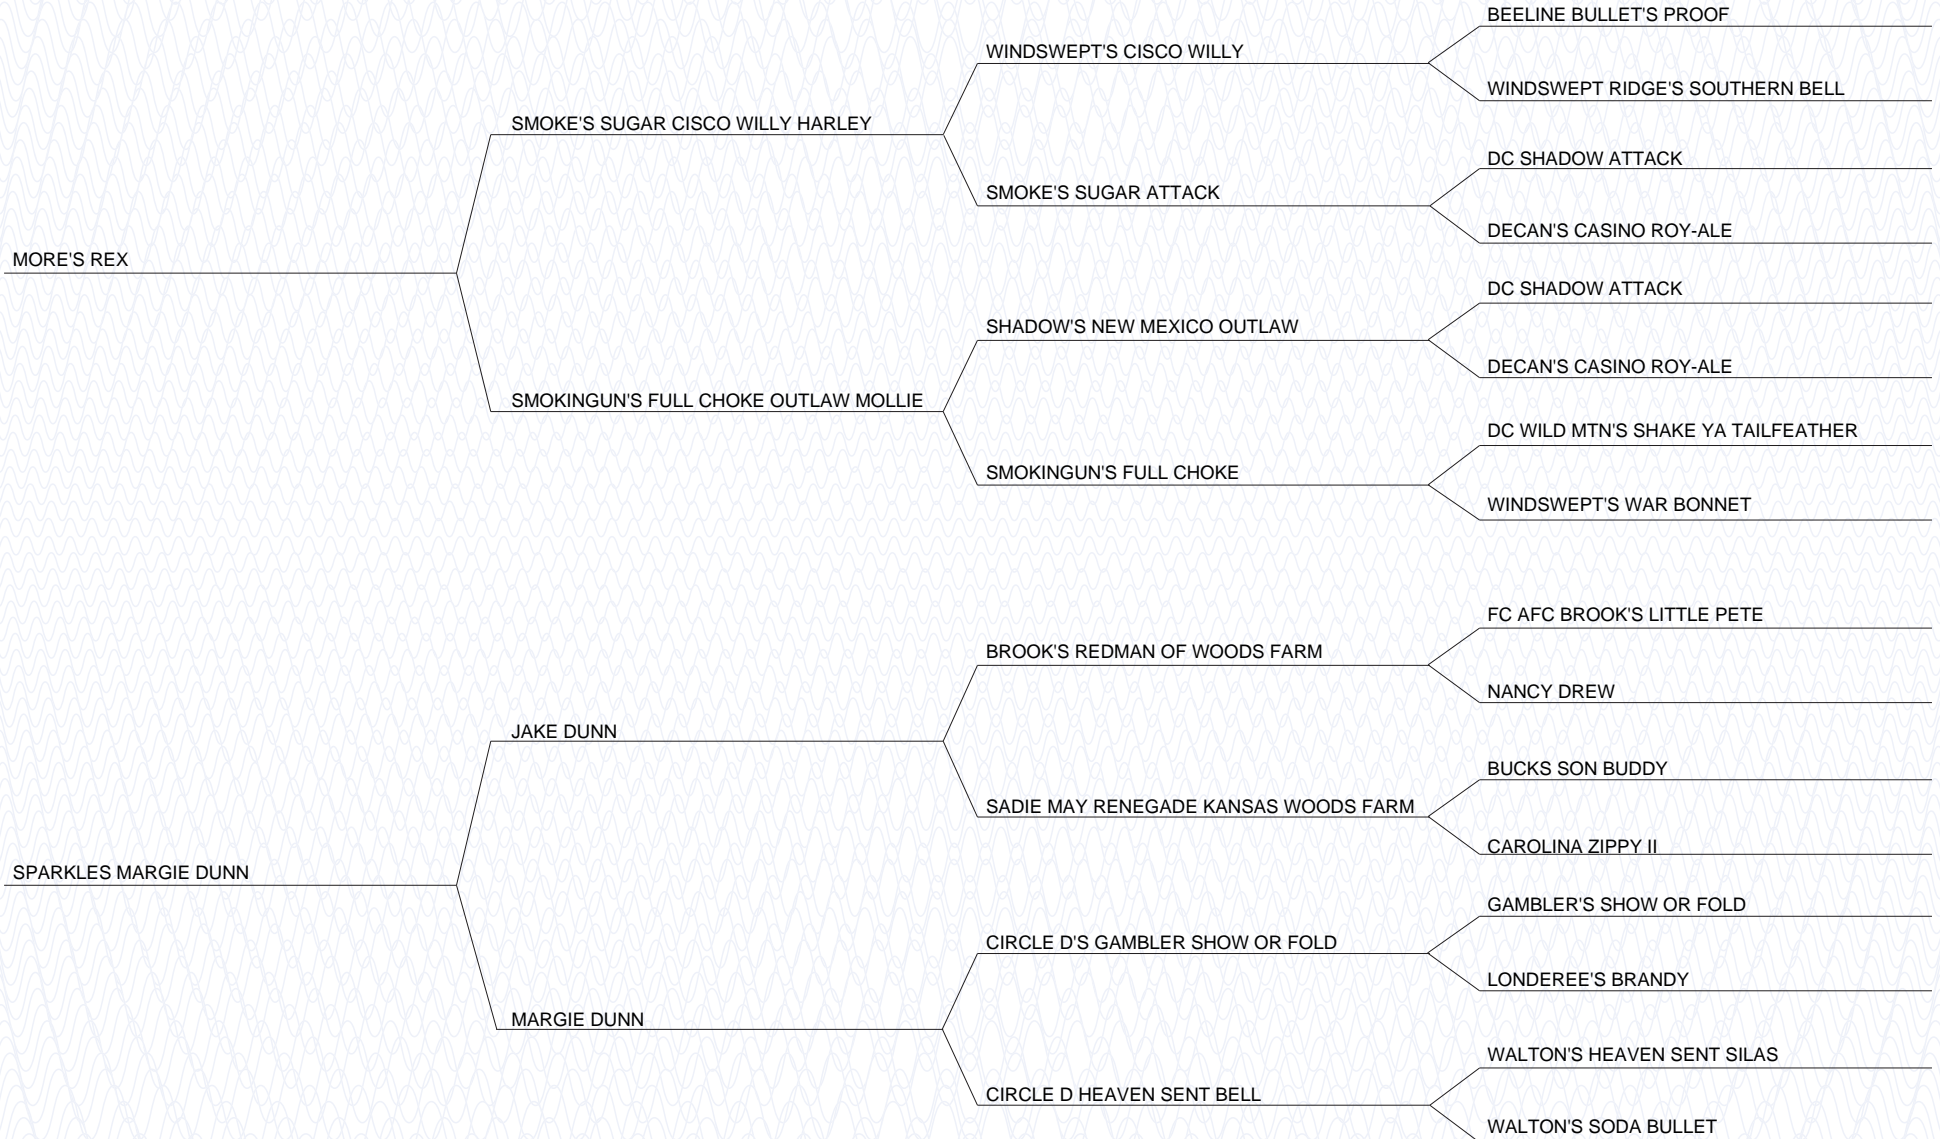 BEELINE BULLET'S PROOF
WINDSWEPT'S CISCO WILLY
WINDSWEPT RIDGE'S SOUTHERN BELL
SMOKE'S SUGAR CISCO WILLY HARLEY
DC SHADOW ATTACK
SMOKE'S SUGAR ATTACK
DECAN'S CASINO ROY-ALE
MORE'S REX
DC SHADOW ATTACK
SHADOW'S NEW MEXICO OUTLAW
DECAN'S CASINO ROY-ALE
SMOKINGUN'S FULL CHOKE OUTLAW MOLLIE
DC WILD MTN'S SHAKE YA TAILFEATHER
SMOKINGUN'S FULL CHOKE
WINDSWEPT'S WAR BONNET
FC AFC BROOK'S LITTLE PETE
BROOK'S REDMAN OF WOODS FARM
NANCY DREW
JAKE DUNN
BUCKS SON BUDDY
SADIE MAY RENEGADE KANSAS WOODS FARM
CAROLINA ZIPPY II
SPARKLES MARGIE DUNN
GAMBLER'S SHOW OR FOLD
CIRCLE D'S GAMBLER SHOW OR FOLD
LONDEREE'S BRANDY
MARGIE DUNN
WALTON'S HEAVEN SENT SILAS
CIRCLE D HEAVEN SENT BELL
WALTON'S SODA BULLET